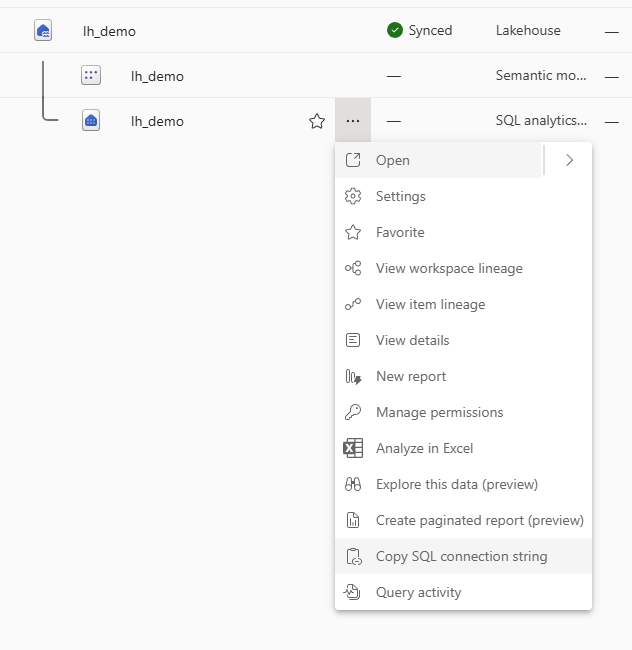 lh_demo Synced Lakehouse —
lh_demo — Semantic mo... —
lh_demo ... — SQL analytics... —
Open
Settings
Favorite
View workspace lineage
View item lineage
View details
New report
Manage permissions
Analyze in Excel
Explore this data (preview)
Create paginated report (preview)
Copy SQL connection string
Query activity